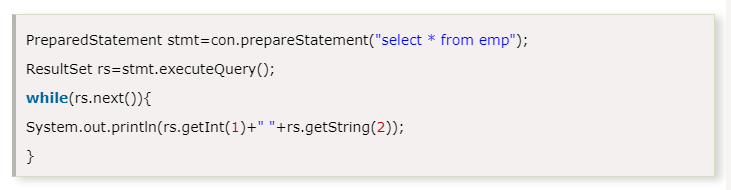 PreparedStatement stmt=con.prepareStatement("select * from emp");
ResultSet rs=stmt.executeQuery();
while(rs.next()){
System.out.println(rs.getInt(1)+" "+rs.getString(2));
}